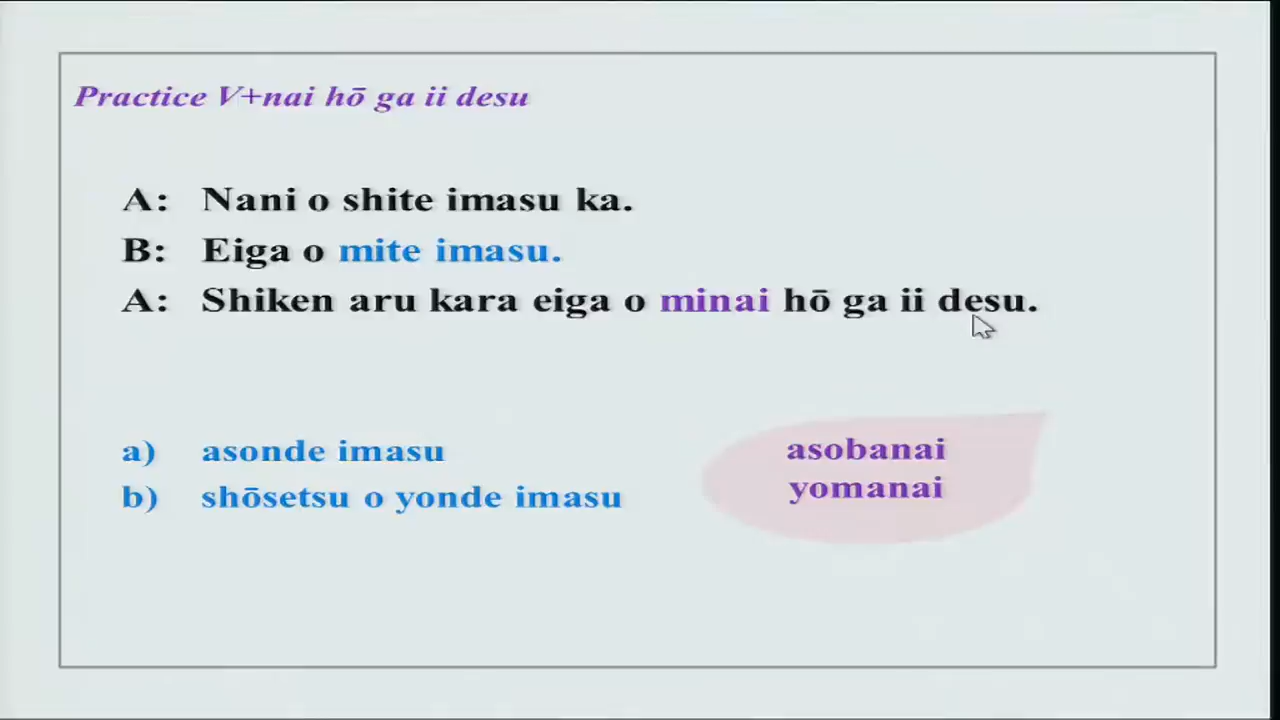 Practice V+nai hō ga ii desu
A: Nani o shite imasu ka.
B: Eiga o mite imasu.
A: Shiken aru kara eiga o minai hō ga ii desu.
a) asonde imasu
asobanai
b) shōsetsu o yonde imasu
yomanai